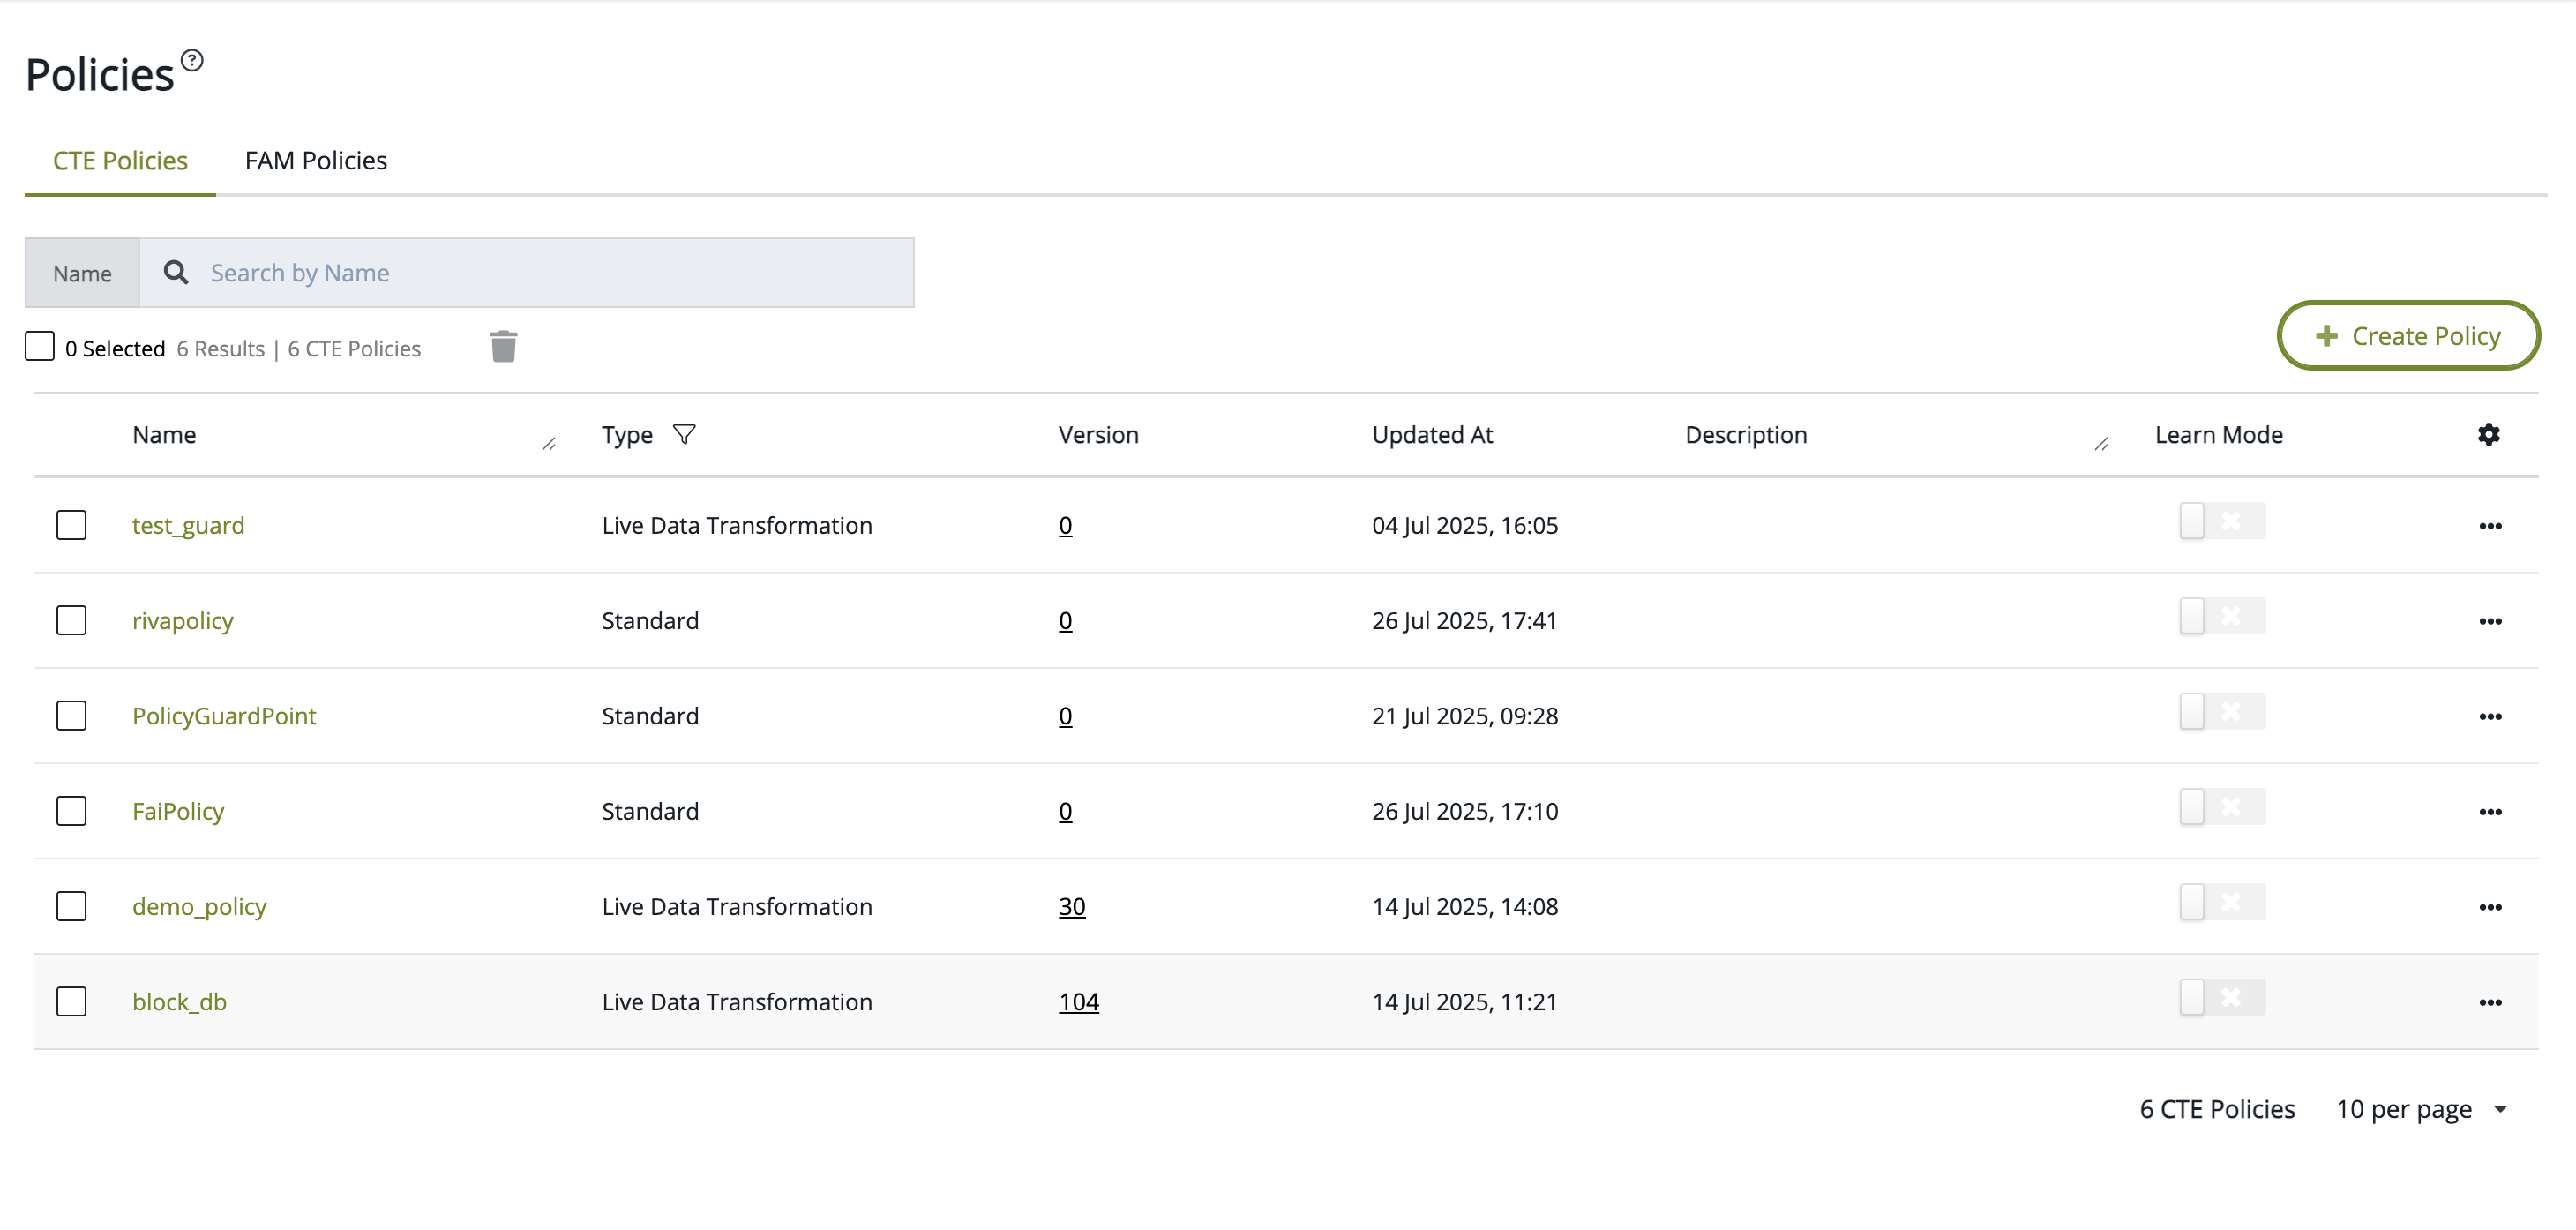 Policies
CTE Policies FAM Policies
Name Search by Name
0 Selected 6 Results | 6 CTE Policies
Create Policy
Name Type Version Updated At Description Learn Mode
test_guard Live Data Transformation 0 04 Jul 2025, 16:05
rivapolicy Standard 0 26 Jul 2025, 17:41
PolicyGuardPoint Standard 0 21 Jul 2025, 09:28
FaiPolicy Standard 0 26 Jul 2025, 17:10
demo_policy Live Data Transformation 30 14 Jul 2025, 14:08
block_db Live Data Transformation 104 14 Jul 2025, 11:21
6 CTE Policies 10 per page